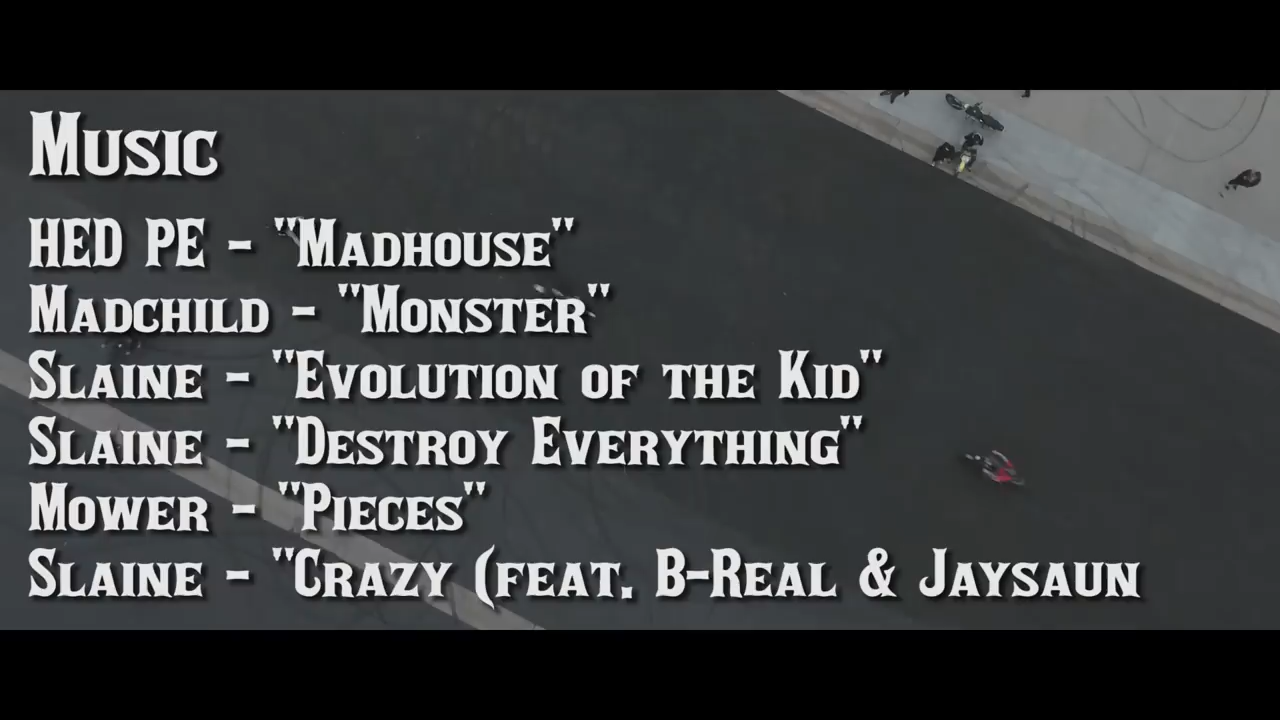 Music
HED PE - "Madhouse"
Madchild - "Monster"
Slaine - "Evolution of the Kid"
Slaine - "Destroy Everything"
Mower - "Pieces"
Slaine - "Crazy (feat. B-Real & Jaysaun